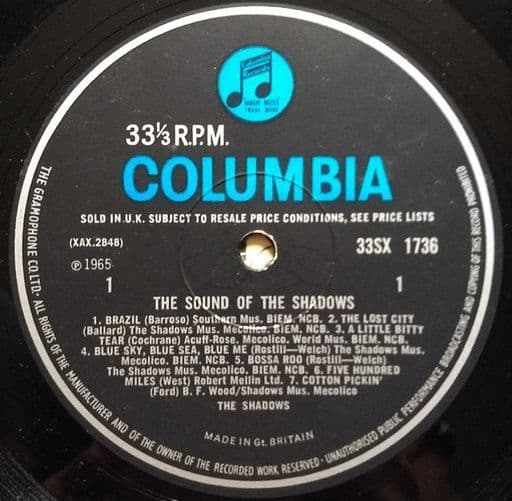 Columbia
Records
MAGIC NOTES
TRADE MARK
33⅓ R.P.M.
COLUMBIA
SOLD IN U.K. SUBJECT TO RESALE PRICE CONDITIONS, SEE PRICE LISTS
(XAX.2848)
33SX 1736
℗ 1965
1
1
THE SOUND OF THE SHADOWS
1. BRAZIL (Barroso) Southern Mus. BIEM. NCB. 2. THE LOST CITY
(Ballard) The Shadows Mus. Mecolico. BIEM. NCB. 3. A LITTLE BITTY
TEAR (Cochrane) Acuff-Rose. Mecolico. World Mus. BIEM. NCB.
4. BLUE SKY, BLUE SEA, BLUE ME (Rostill—Welch) The Shadows Mus.
Mecolico. BIEM. NCB. 5. BOSSA ROO (Rostill—Welch)
The Shadows Mus. Mecolico. BIEM. NCB. 6. FIVE HUNDRED
MILES (West) Robert Mellin Ltd. 7. COTTON PICKIN'
(Ford) B. F. Wood/Shadows Mus. Mecolico
THE SHADOWS
MADE IN Gt. BRITAIN
THE GRAMOPHONE CO. LTD. - ALL RIGHTS OF THE MANUFACTURER AND OF THE OWNER OF THE RECORDED WORK RESERVED - UNAUTHORISED PUBLIC PERFORMANCE BROADCASTING AND COPYING OF THIS RECORD PROHIBITED